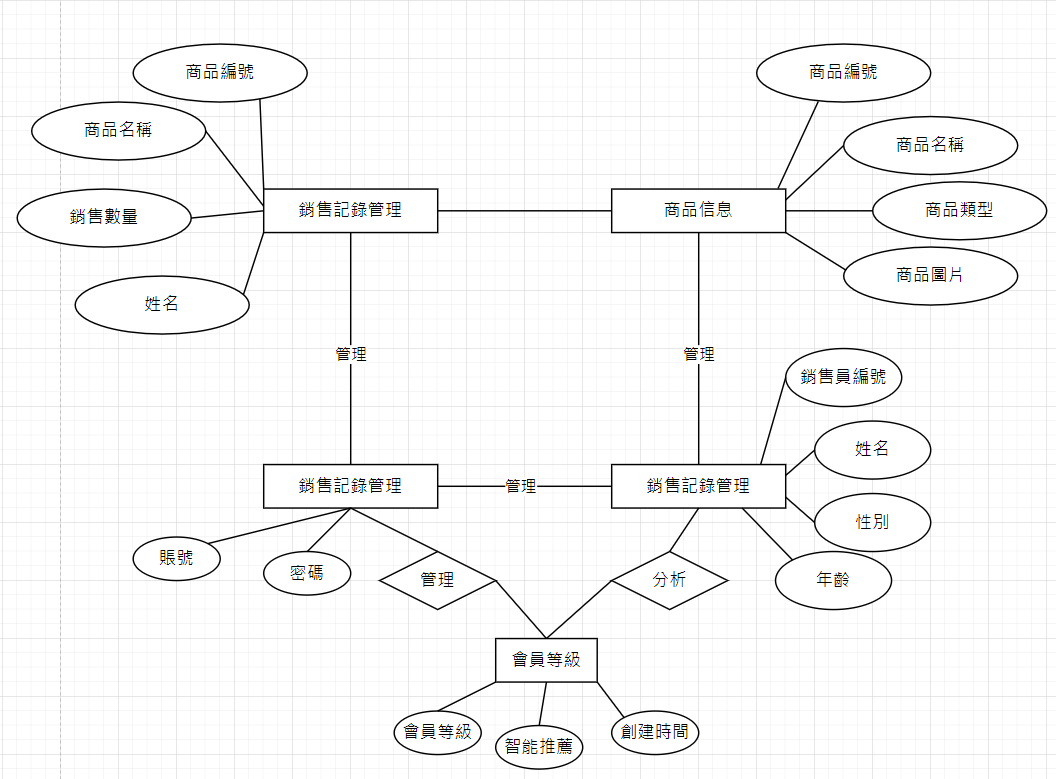 商品編號
商品編號
商品名稱
商品名稱
銷售數量
銷售記錄管理
商品信息
商品類型
商品圖片
姓名
管理
管理
銷售員編號
姓名
銷售記錄管理
管理
銷售記錄管理
性別
賬號
密碼
管理
分析
年齡
會員等級
會員等級
智能推薦
創建時間